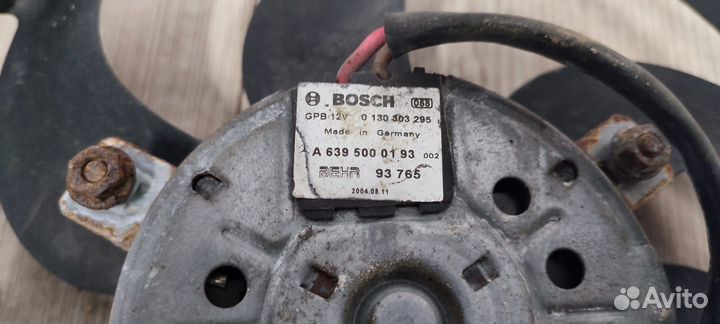 BOSCH 088
GPB 12V 0 130 303 295
Made in Germany
A 639 500 01 93 002
BEHR 93 765
2004.08.11
Avito